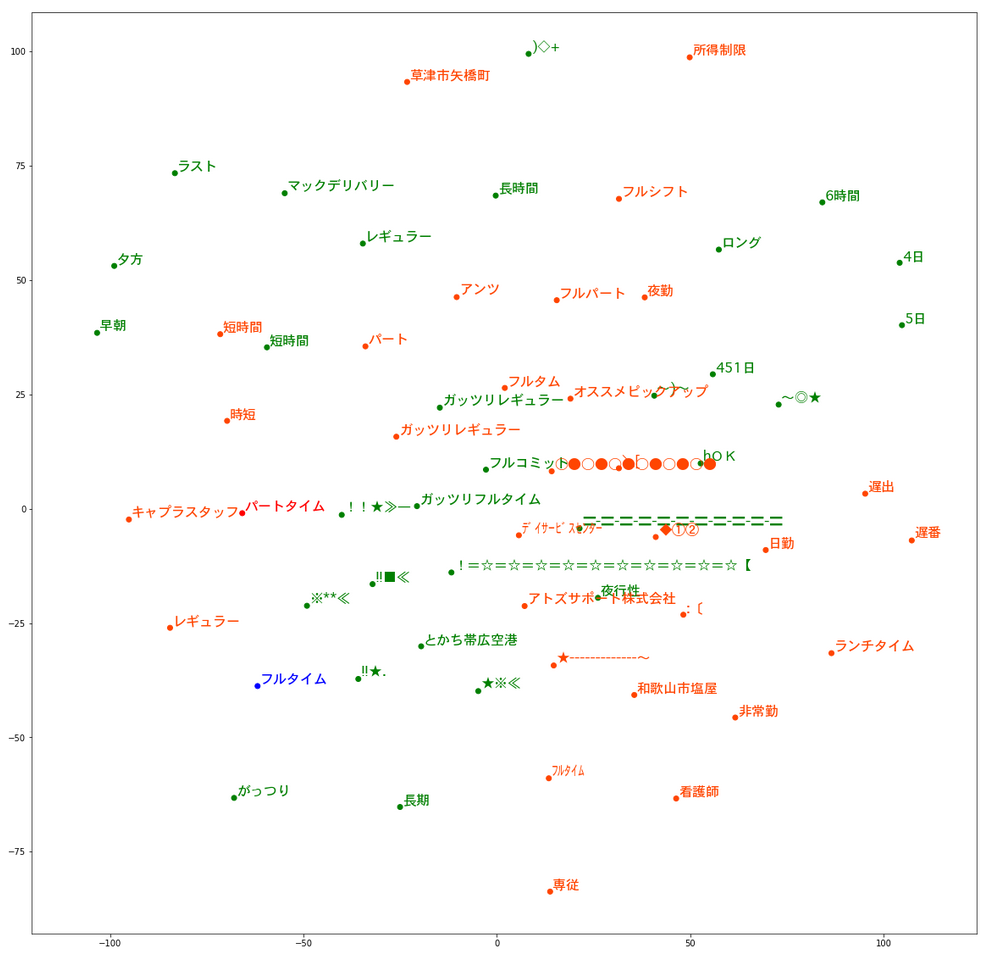 )◇+
所得制限
草津市矢橋町
ラスト
マックデリバリー
長時間
フルシフト
6時間
レギュラー
ロング
夕方
4日
アンツ
フルパート
夜勤
早朝
短時間
短時間
パート
5日
451日
フルタム
オススメピックアップ
ガッツリレギュラー
～◎★
時短
ガッツリレギュラー
フルコミット
○●○●○●○●○●○●
hＯＫ
遅出
キャプラスタッフ
パートタイム
！！★≫―
ガッツリフルタイム
ﾃﾞｲｻｰﾋﾞｽｾﾝﾀｰ
◆①②
日勤
遅番
！＝☆＝☆＝☆＝☆＝☆＝☆＝☆＝☆＝☆＝☆【
!!■≪
※**≪
夜行性
アトズサポート株式会社
:〔
レギュラー
とかち帯広空港
ランチタイム
★-------------～
フルタイム
!!★.
★※≪
和歌山市塩屋
非常勤
ﾌﾙﾀｲﾑ
がっつり
長期
看護師
専従
100
75
50
25
0
−25
−50
−75
−100
−50
0
50
100